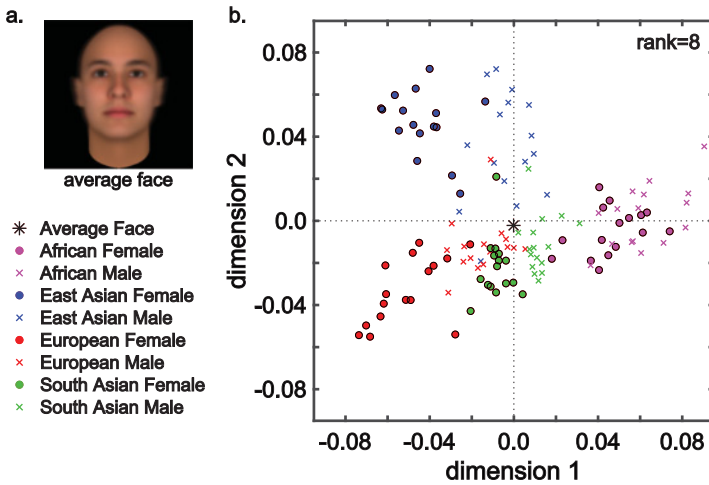 a.
average face
Average Face
African Female
African Male
East Asian Female
East Asian Male
European Female
European Male
South Asian Female
South Asian Male
b.
rank=8
dimension 2
0.08
0.04
0.0
-0.04
-0.08
-0.08
-0.04
0.0
0.04
0.08
dimension 1